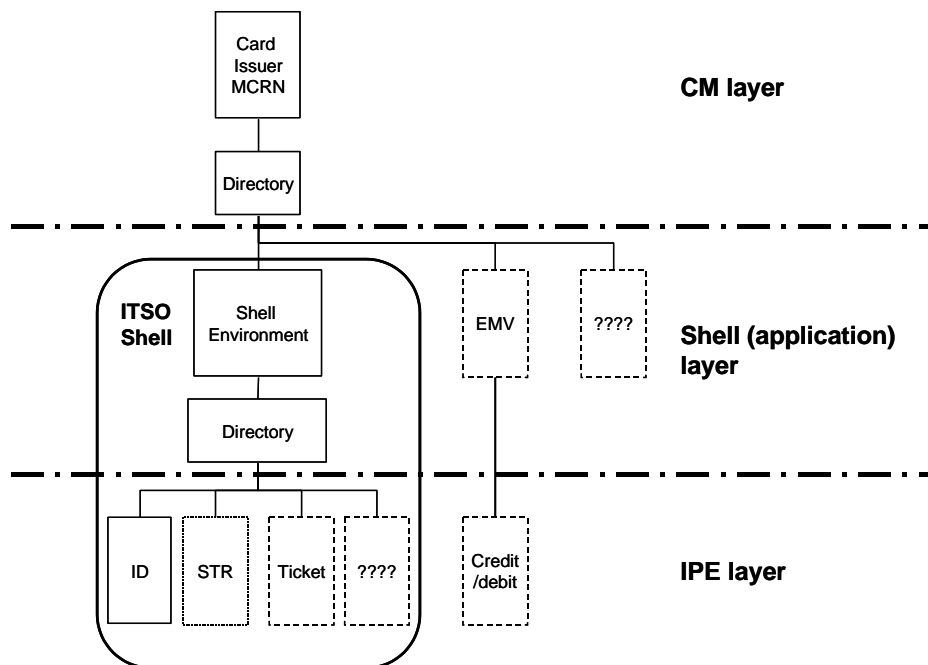 Card
Issuer
MCRN
CM layer
Directory
ITSO
Shell
Shell
Environment
EMV
????
Shell (application)
layer
Directory
ID
STR
Ticket
????
Credit
/debit
IPE layer